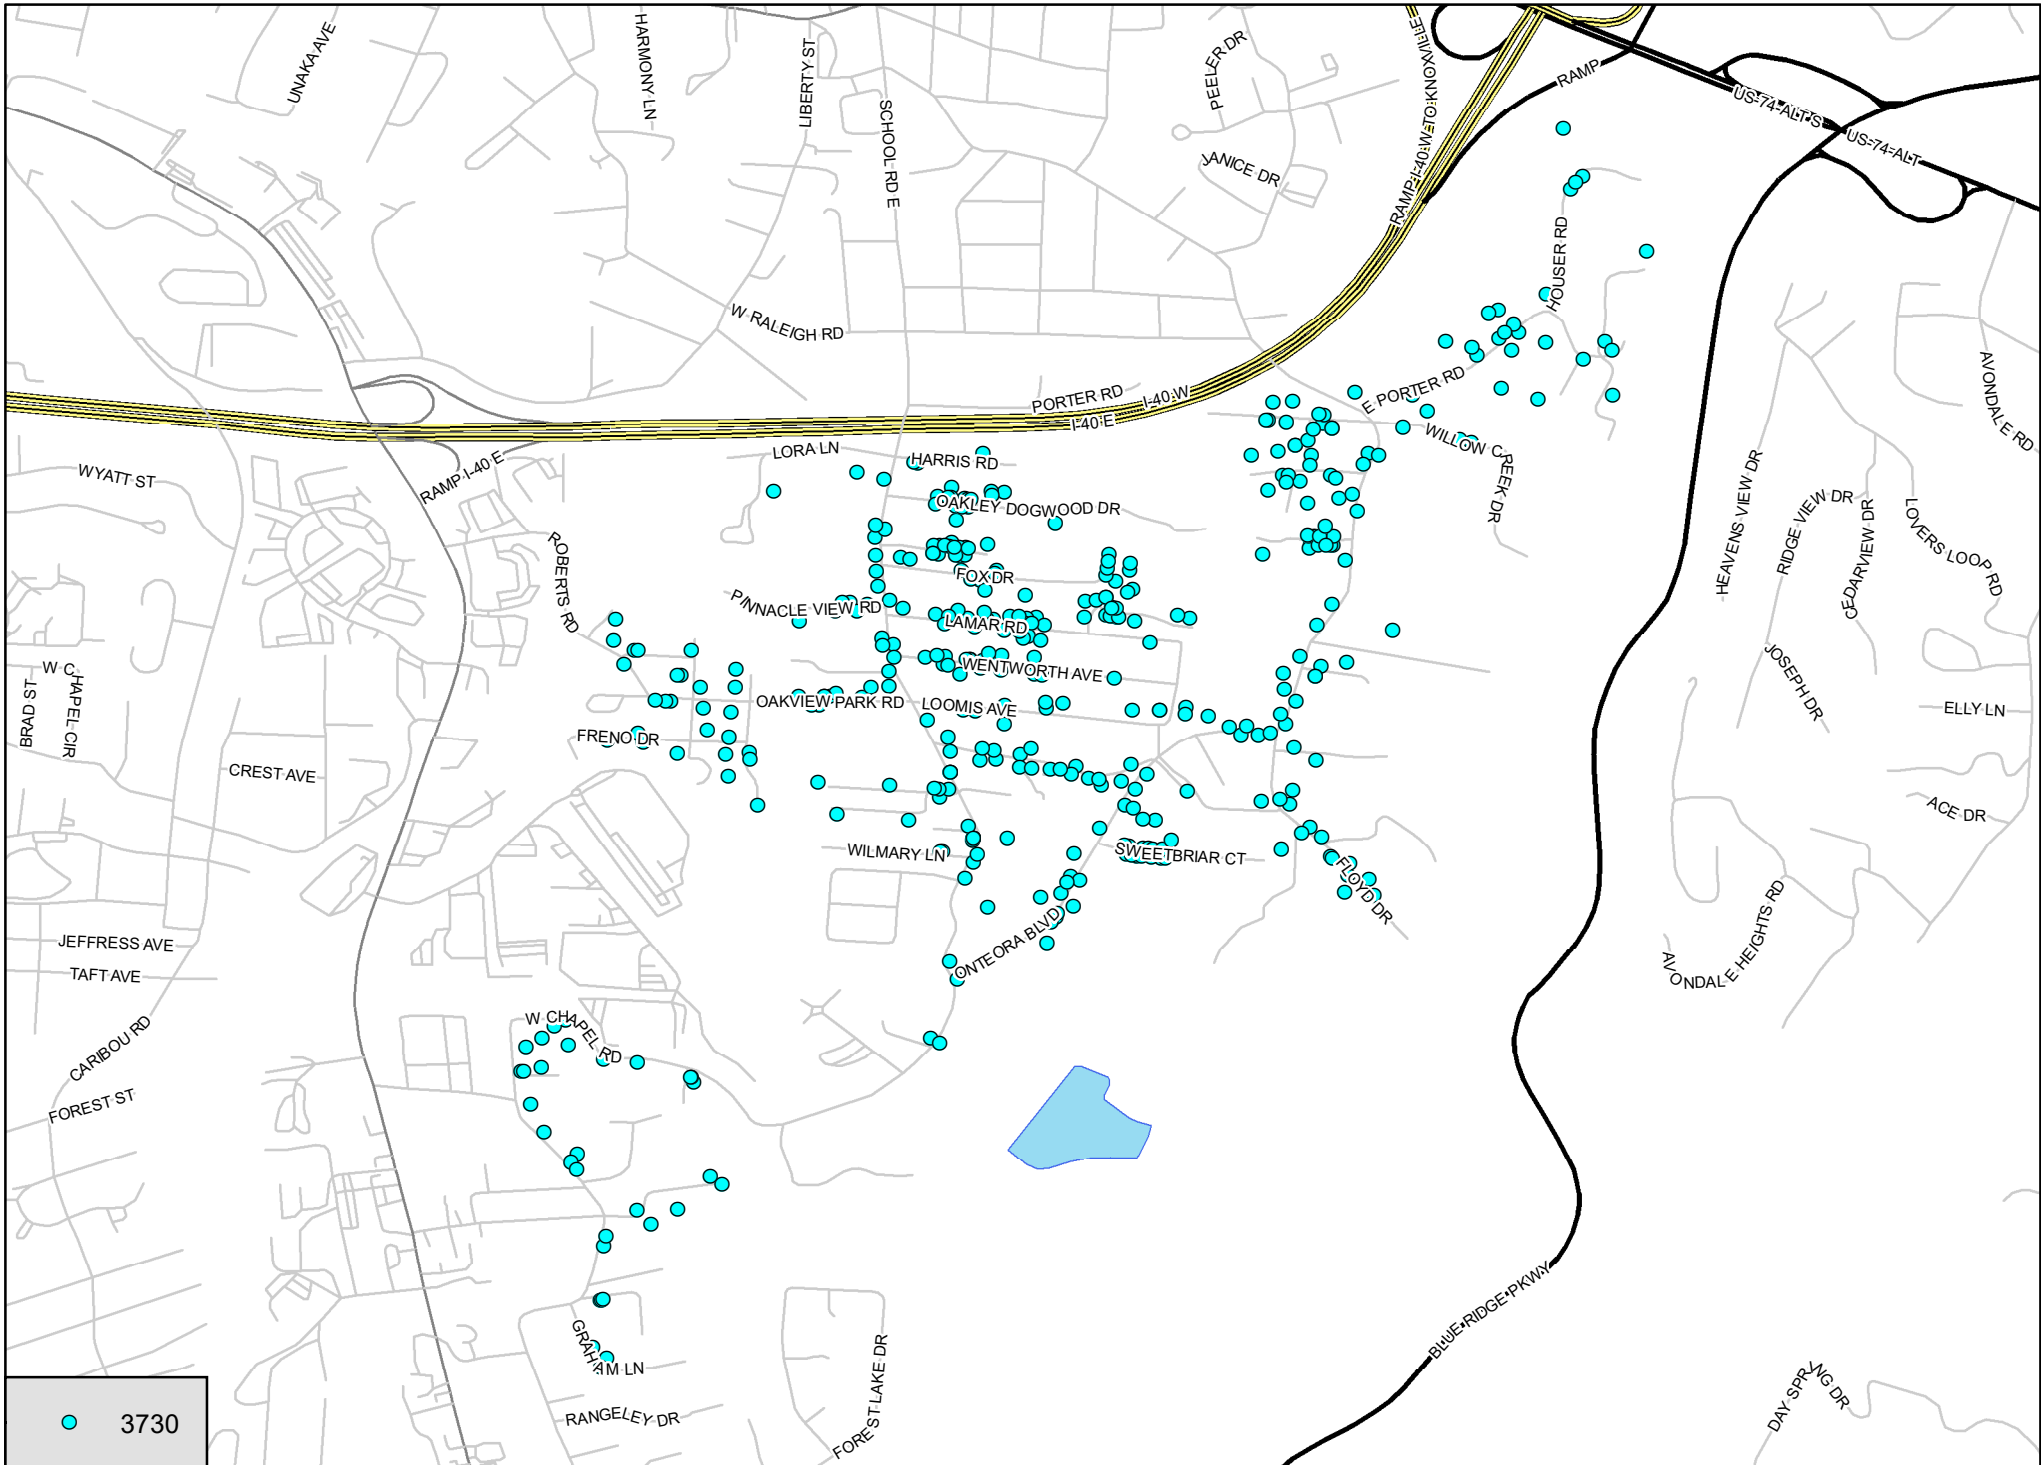 UNAKA AVE
HARMONY LN
LIBERTY ST
SCHOOL RD E
PEELER DR
JANICE DR
RAMP I-40 W TO KNOXVILLE
RAMP I-40 W
RAMP
US-74-ALT S
US-74-ALT
HOUSER RD
W RALEIGH RD
PORTER RD
I-40 W
I-40 E
E PORTER RD
WILLOW CREEK DR
AVONDALE RD
LORA LN
HARRIS RD
WYATT ST
RAMP I-40 E
OAKLEY DOGWOOD DR
HEAVENS VIEW DR
RIDGE VIEW DR
CEDARVIEW DR
LOVERS LOOP RD
ROBERTS RD
FOX DR
PINNACLE VIEW RD
LAMAR RD
WENTWORTH AVE
W CHAPEL CIR
BRAD ST
OAKVIEW PARK RD
LOOMIS AVE
JOSEPH DR
ELLY LN
FRENO DR
CREST AVE
ACE DR
WILMARY LN
SWEETBRIAR CT
FLOYD DR
JEFFRESS AVE
TAFT AVE
ONTEORA BLVD
AVONDALE HEIGHTS RD
W CHAPEL RD
CARIBOU RD
FOREST ST
BLUE RIDGE PKWY
GRAHAM LN
RANGELEY DR
FOREST LAKE DR
DAY SPRING DR
3730